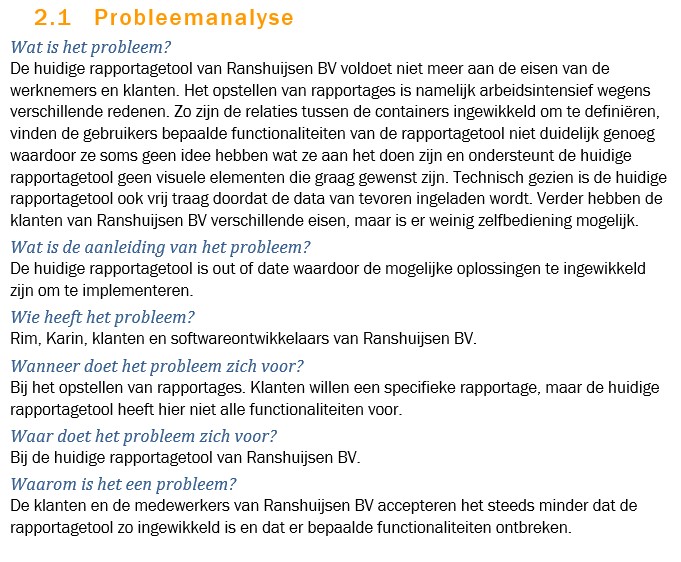 2.1 Probleemanalyse
Wat is het probleem?
De huidige rapportagetool van Ranshuijsen BV voldoet niet meer aan de eisen van de
werknemers en klanten. Het opstellen van rapportages is namelijk arbeidsintensief wegens
verschillende redenen. Zo zijn de relaties tussen de containers ingewikkeld om te definiëren,
vinden de gebruikers bepaalde functionaliteiten van de rapportagetool niet duidelijk genoeg
waardoor ze soms geen idee hebben wat ze aan het doen zijn en ondersteunt de huidige
rapportagetool geen visuele elementen die graag gewenst zijn. Technisch gezien is de huidige
rapportagetool ook vrij traag doordat de data van tevoren ingeladen wordt. Verder hebben de
klanten van Ranshuijsen BV verschillende eisen, maar is er weinig zelfbediening mogelijk.
Wat is de aanleiding van het probleem?
De huidige rapportagetool is out of date waardoor de mogelijke oplossingen te ingewikkeld
zijn om te implementeren.
Wie heeft het probleem?
Rim, Karin, klanten en softwareontwikkelaars van Ranshuijsen BV.
Wanneer doet het probleem zich voor?
Bij het opstellen van rapportages. Klanten willen een specifieke rapportage, maar de huidige
rapportagetool heeft hier niet alle functionaliteiten voor.
Waar doet het probleem zich voor?
Bij de huidige rapportagetool van Ranshuijsen BV.
Waarom is het een probleem?
De klanten en de medewerkers van Ranshuijsen BV accepteren het steeds minder dat de
rapportagetool zo ingewikkeld is en dat er bepaalde functionaliteiten ontbreken.